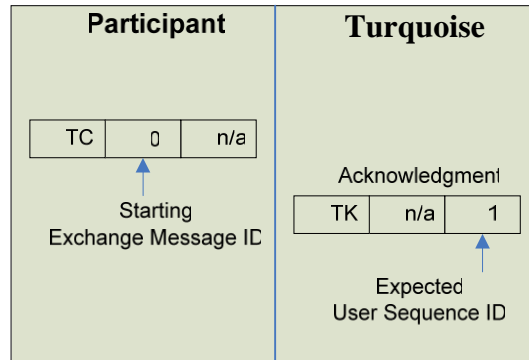 Participant
Turquoise
TC 0 n/a
Starting
Exchange Message ID
Acknowledgment
TK n/a 1
Expected
User Sequence ID